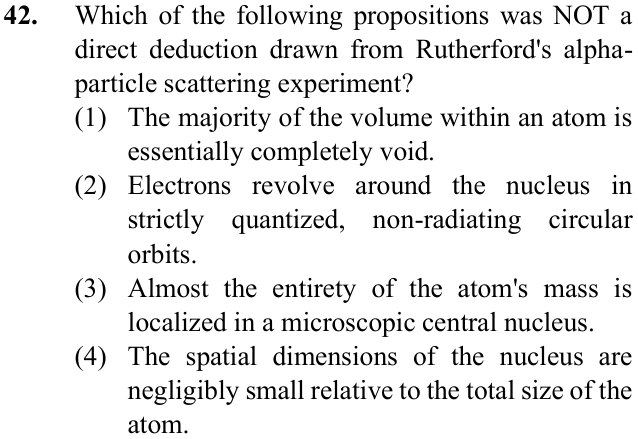 42. Which of the following propositions was NOT a
direct deduction drawn from Rutherford's alpha-
particle scattering experiment?
(1) The majority of the volume within an atom is
essentially completely void.
(2) Electrons revolve around the nucleus in
strictly quantized, non-radiating circular
orbits.
(3) Almost the entirety of the atom's mass is
localized in a microscopic central nucleus.
(4) The spatial dimensions of the nucleus are
negligibly small relative to the total size of the
atom.